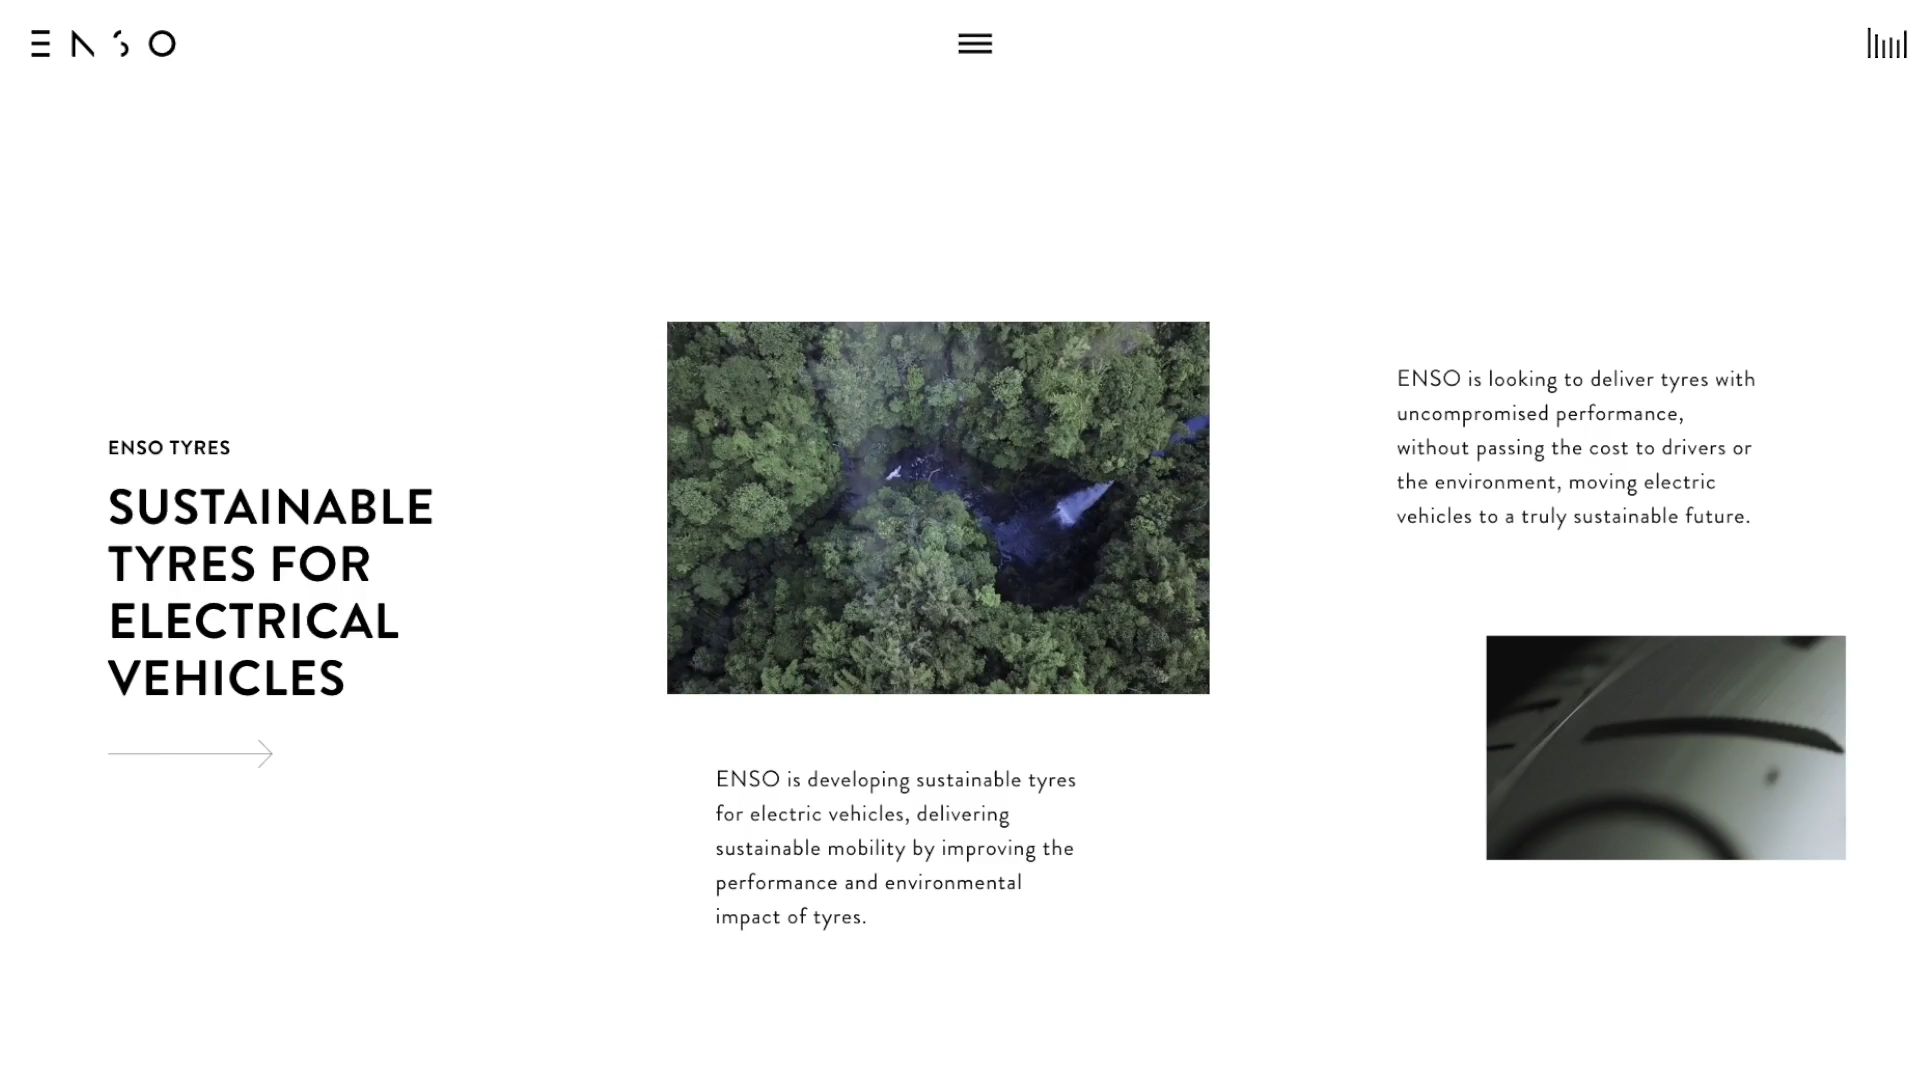 ENSO
ENSO TYRES
SUSTAINABLE
TYRES FOR
ELECTRICAL
VEHICLES
ENSO is developing sustainable tyres
for electric vehicles, delivering
sustainable mobility by improving the
performance and environmental
impact of tyres.
ENSO is looking to deliver tyres with
uncompromised performance,
without passing the cost to drivers or
the environment, moving electric
vehicles to a truly sustainable future.